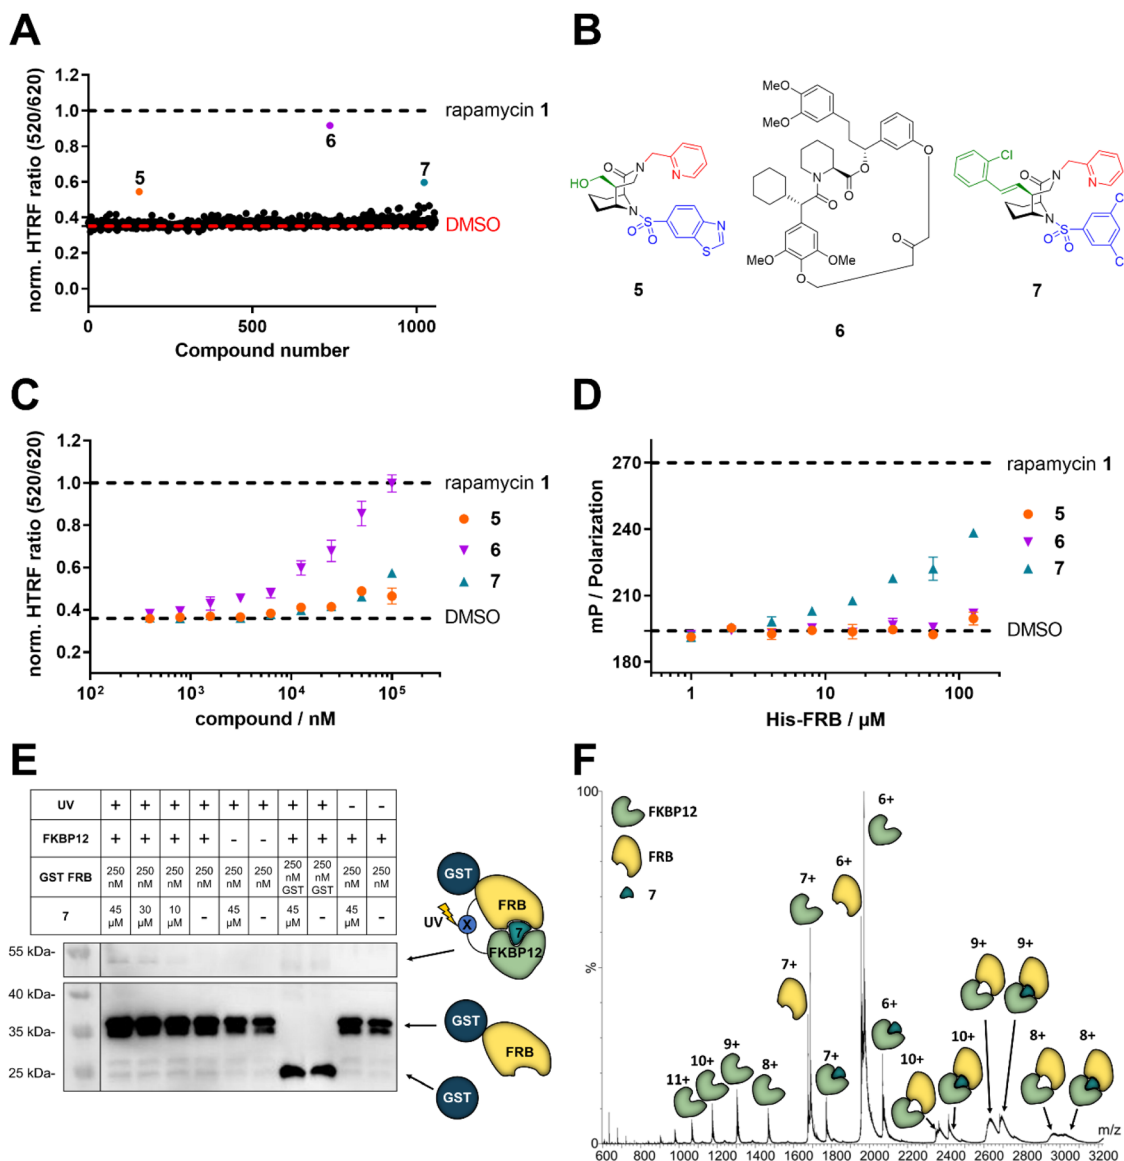 A
norm. HTRF ratio (520/620)
1.2
1.0
0.8
0.6
0.4
0.2
0.0
0
500
1000
Compound number
rapamycin 1
DMSO
5
6
7
B
HO
O
N
N
N
S
O
O
N
S
5
MeO
MeO
O
O
O
N
O
MeO
OMe
O
O
6
Cl
O
N
N
N
S
O
O
C
C
7
C
norm. HTRF ratio (520/620)
1.2
1.0
0.8
0.6
0.4
0.2
10²
10³
10⁴
10⁵
compound / nM
rapamycin 1
5
6
7
DMSO
D
mP / Polarization
270
240
210
180
1
10
100
His-FRB / µM
rapamycin 1
5
6
7
DMSO
E
UV + + + + + + + + - -
FKBP12 + + + + - - + + + +
GST FRB 250 nM 250 nM 250 nM 250 nM 250 nM 250 nM 250 nM GST 250 nM GST 250 nM 250 nM
7 45 µM 30 µM 10 µM - 45 µM - 45 µM - 45 µM -
55 kDa-
40 kDa-
35 kDa-
25 kDa-
GST
FRB
UV
X
7
FKBP12
GST
FRB
GST
F
FKBP12
FRB
7
100
%
0
11+
10+
9+
8+
7+
7+
7+
6+
6+
6+
10+
10+
9+
9+
8+
8+
m/z
600 800 1000 1200 1400 1600 1800 2000 2200 2400 2600 2800 3000 3200